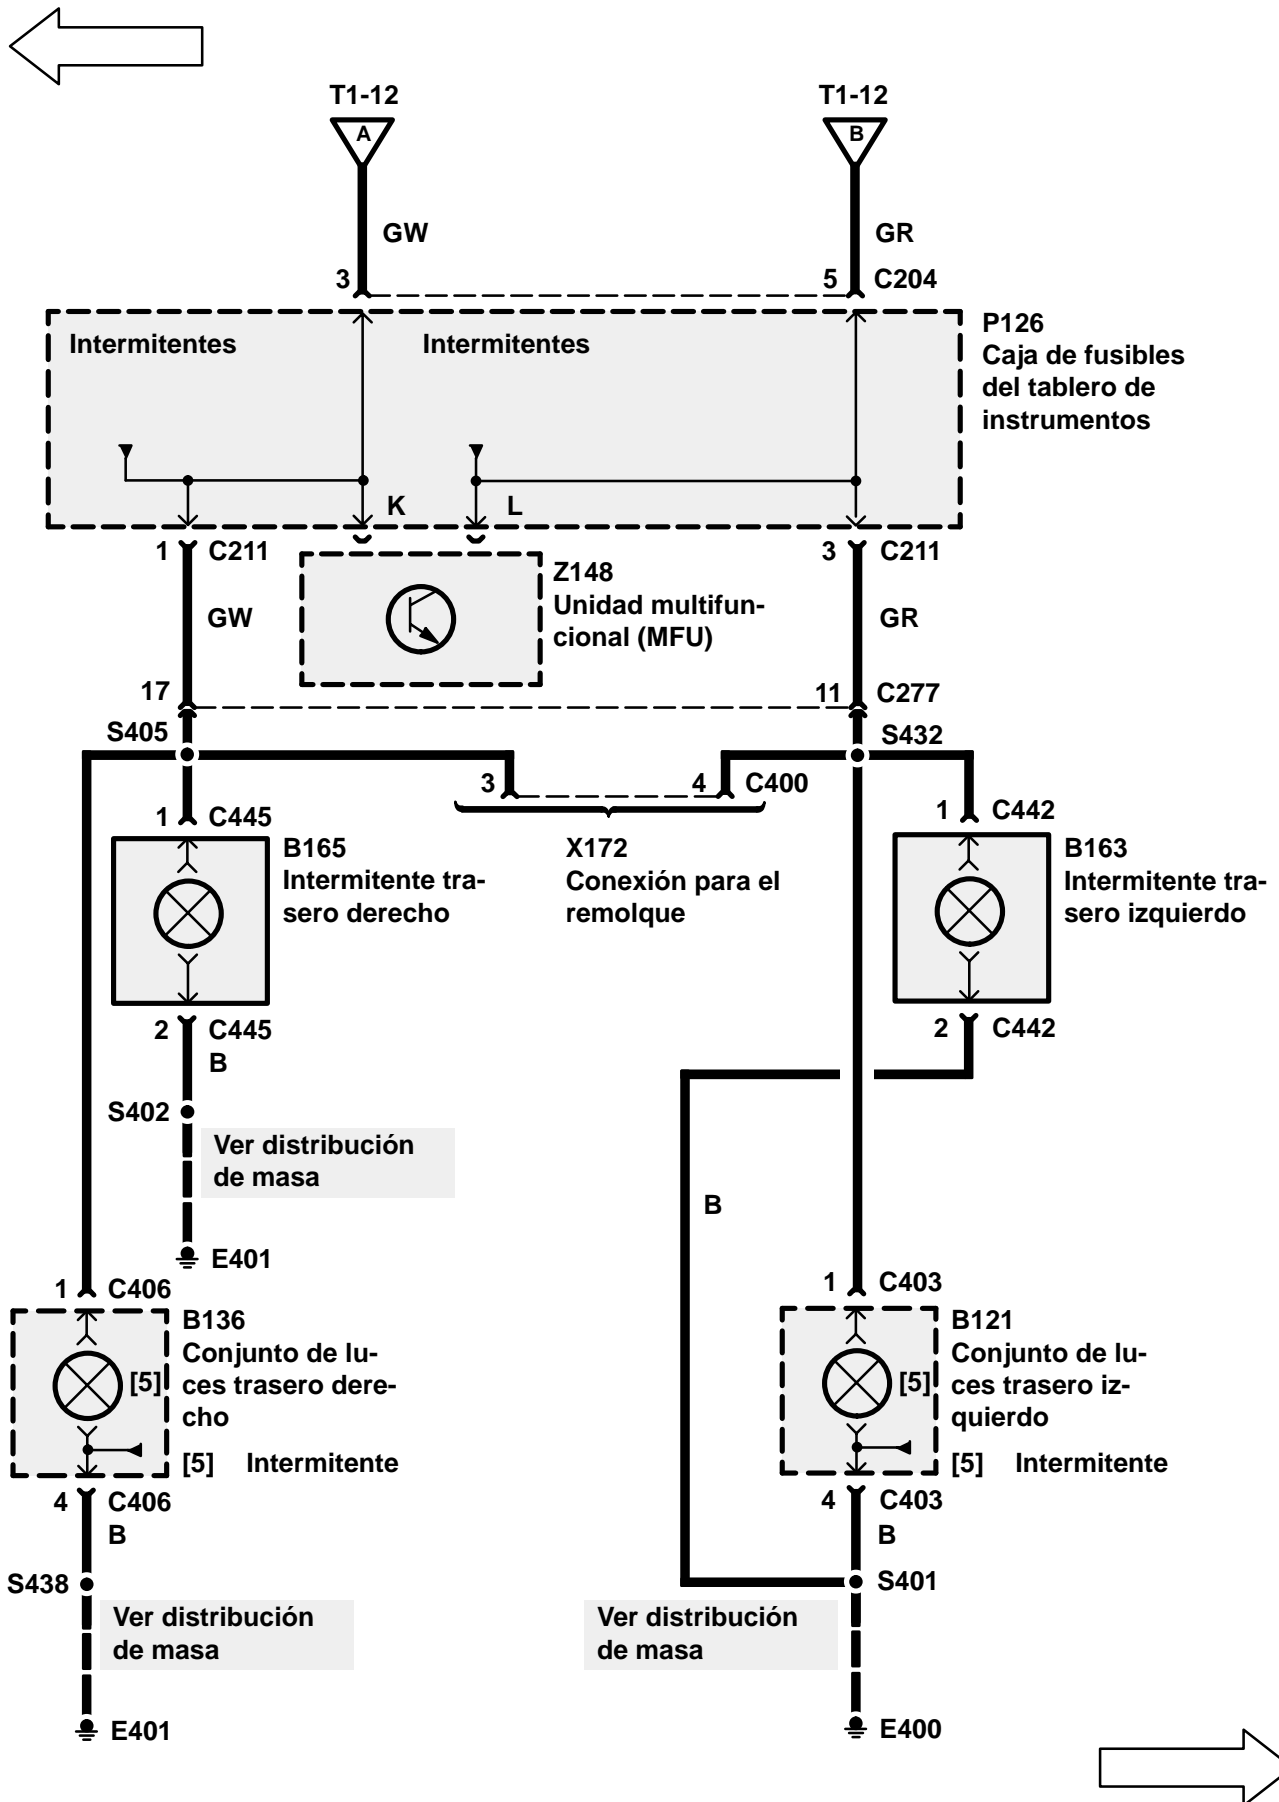 T1-12
T1-12
A
B
GW
GR
3
5
C204
Intermitentes
Intermitentes
P126
Caja de fusibles
del tablero de
instrumentos
K
L
1
C211
3
C211
Z148
Unidad multifun-
cional (MFU)
GW
GR
17
11
C277
S405
S432
3
4
C400
1
C445
1
C442
B165
Intermitente tra-
sero derecho
X172
Conexión para el
remolque
B163
Intermitente tra-
sero izquierdo
2
C445
2
C442
B
S402
Ver distribución
de masa
B
E401
1
C406
1
C403
B136
Conjunto de lu-
ces trasero dere-
cho
[5]
[5] Intermitente
B121
Conjunto de lu-
ces trasero iz-
quierdo
[5]
[5] Intermitente
4
C406
4
C403
B
B
S438
S401
Ver distribución
de masa
Ver distribución
de masa
E401
E400